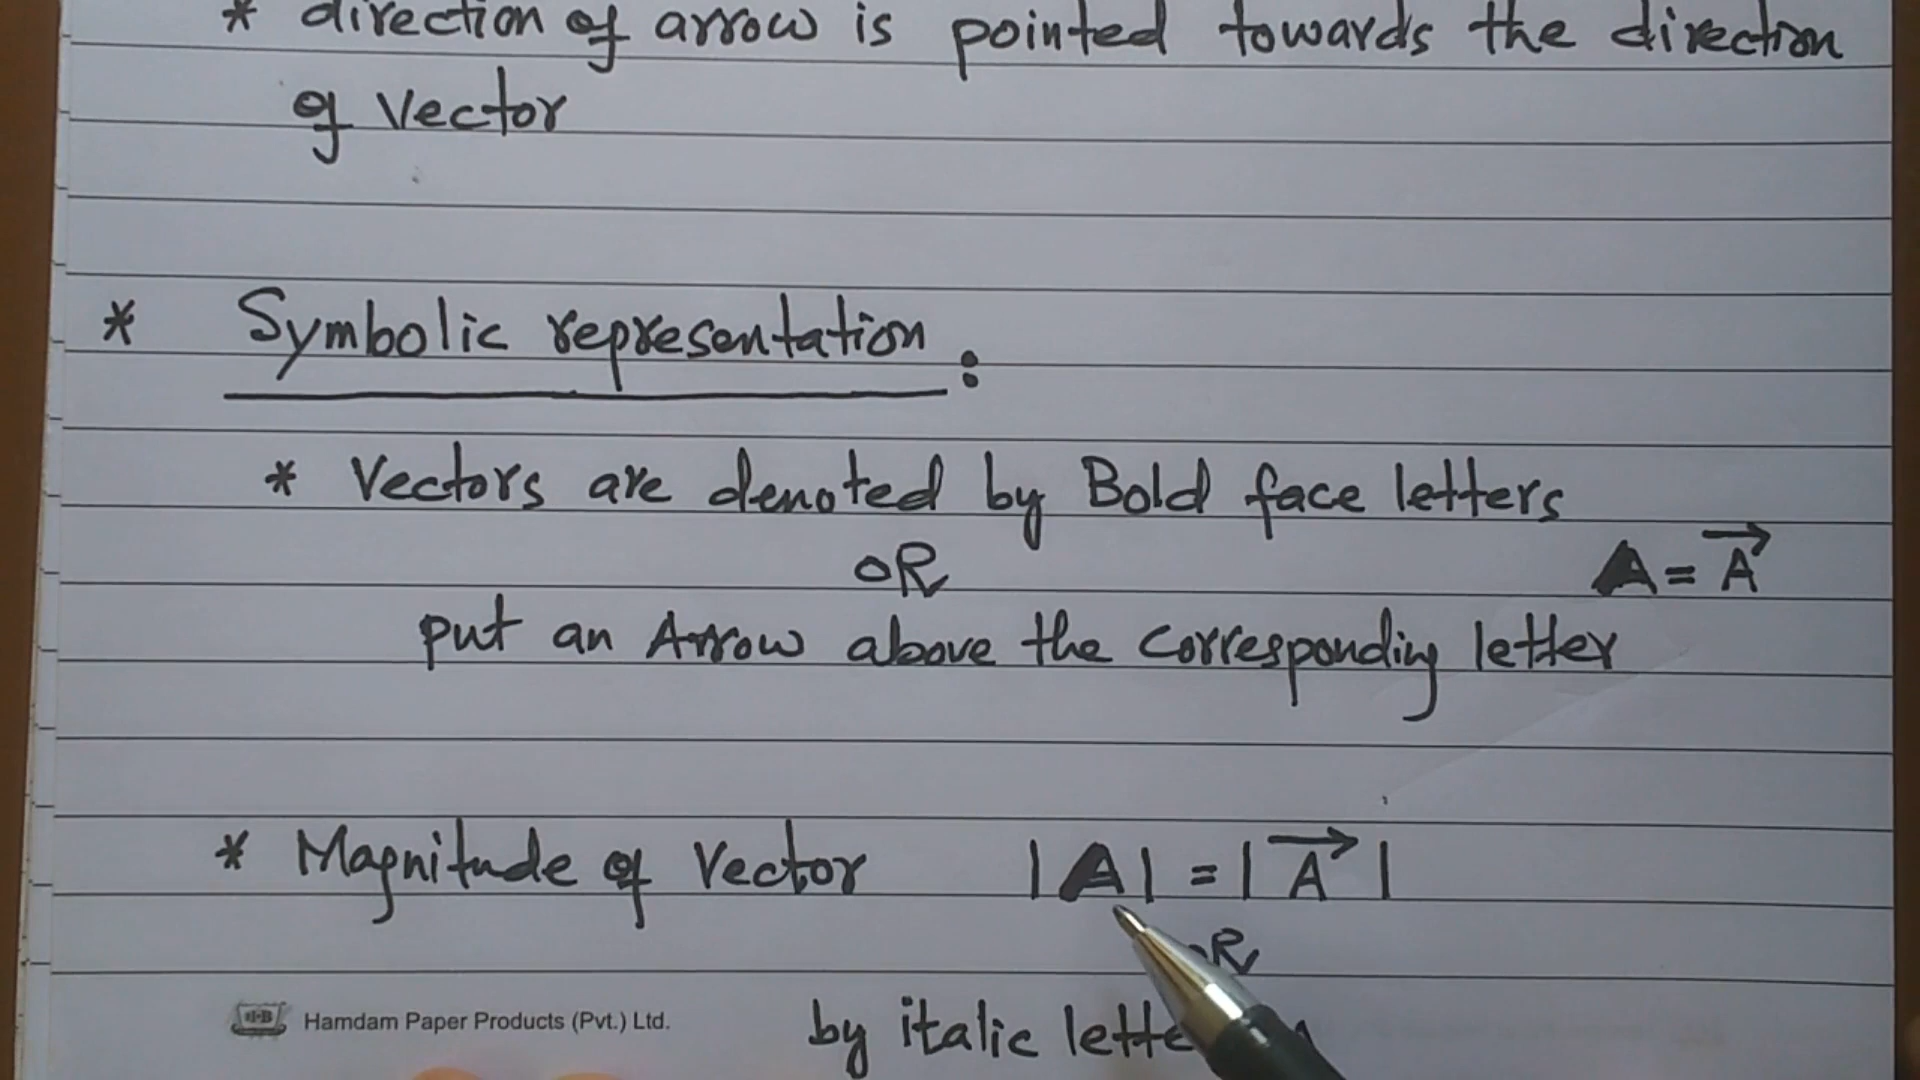 * direction of arrow is pointed towards the direction
of vector
* Symbolic representation :
* Vectors are denoted by Bold face letters
OR
A = A⃗
put an Arrow above the corresponding letter
* Magnitude of Vector |A| = |A⃗|
OR
Hamdam Paper Products (Pvt.) Ltd.
by italic